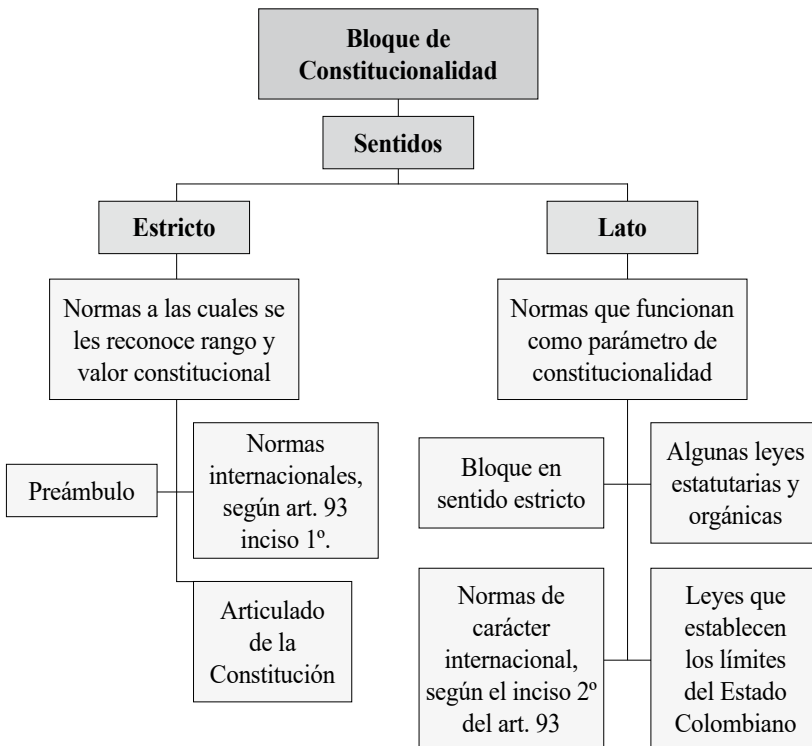 Bloque de
Constitucionalidad
Sentidos
Estricto
Lato
Normas a las cuales se
les reconoce rango y
valor constitucional
Normas que funcionan
como parámetro de
constitucionalidad
Preámbulo
Normas
internacionales,
según art. 93
inciso 1º.
Bloque en
sentido estricto
Algunas leyes
estatutarias y
orgánicas
Articulado
de la
Constitución
Normas de
carácter
internacional,
según el inciso 2º
del art. 93
Leyes que
establecen
los límites
del Estado
Colombiano